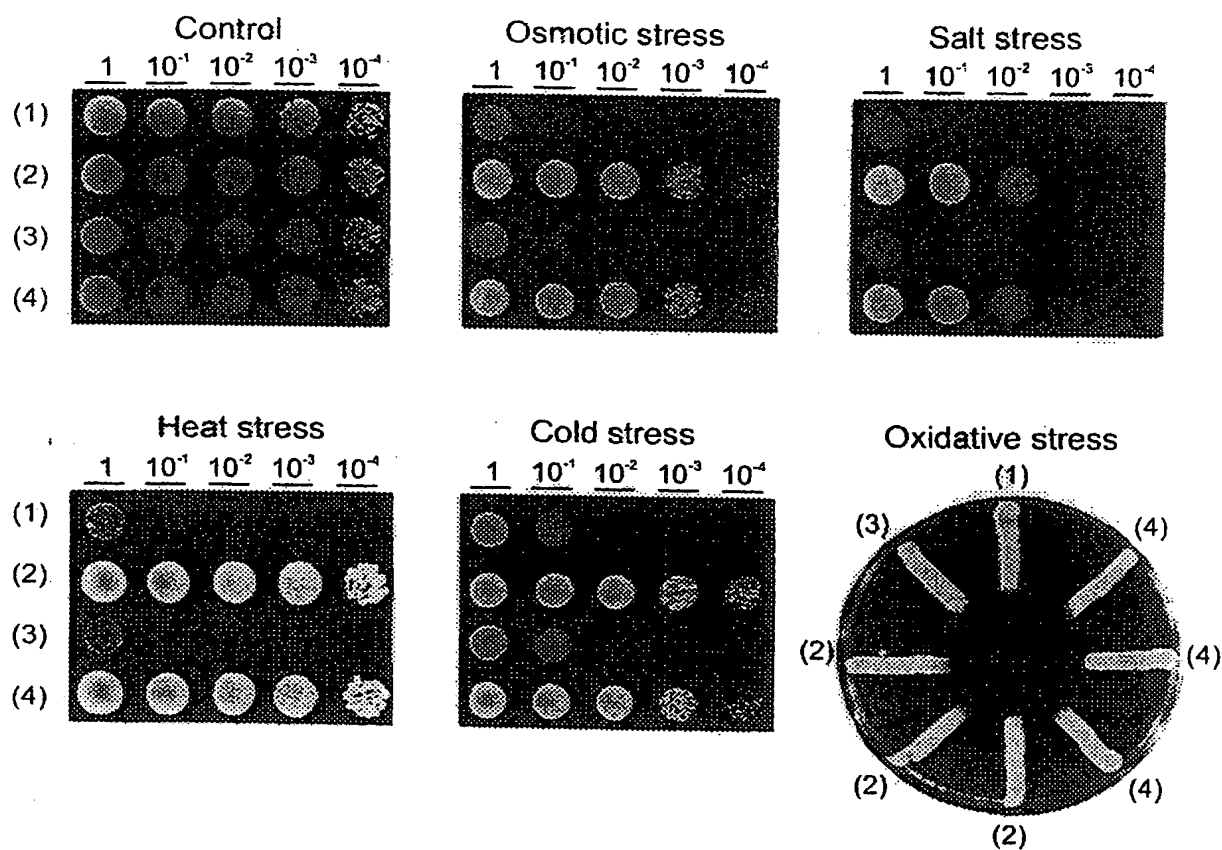 Control
1 10⁻¹ 10⁻² 10⁻³ 10⁻⁴
(1)
(2)
(3)
(4)
Osmotic stress
1 10⁻¹ 10⁻² 10⁻³ 10⁻⁴
Salt stress
1 10⁻¹ 10⁻² 10⁻³ 10⁻⁴
Heat stress
1 10⁻¹ 10⁻² 10⁻³ 10⁻⁴
(1)
(2)
(3)
(4)
Cold stress
1 10⁻¹ 10⁻² 10⁻³ 10⁻⁴
Oxidative stress
(1)
(3) (4)
(2) (4)
(2) (4)
(2)